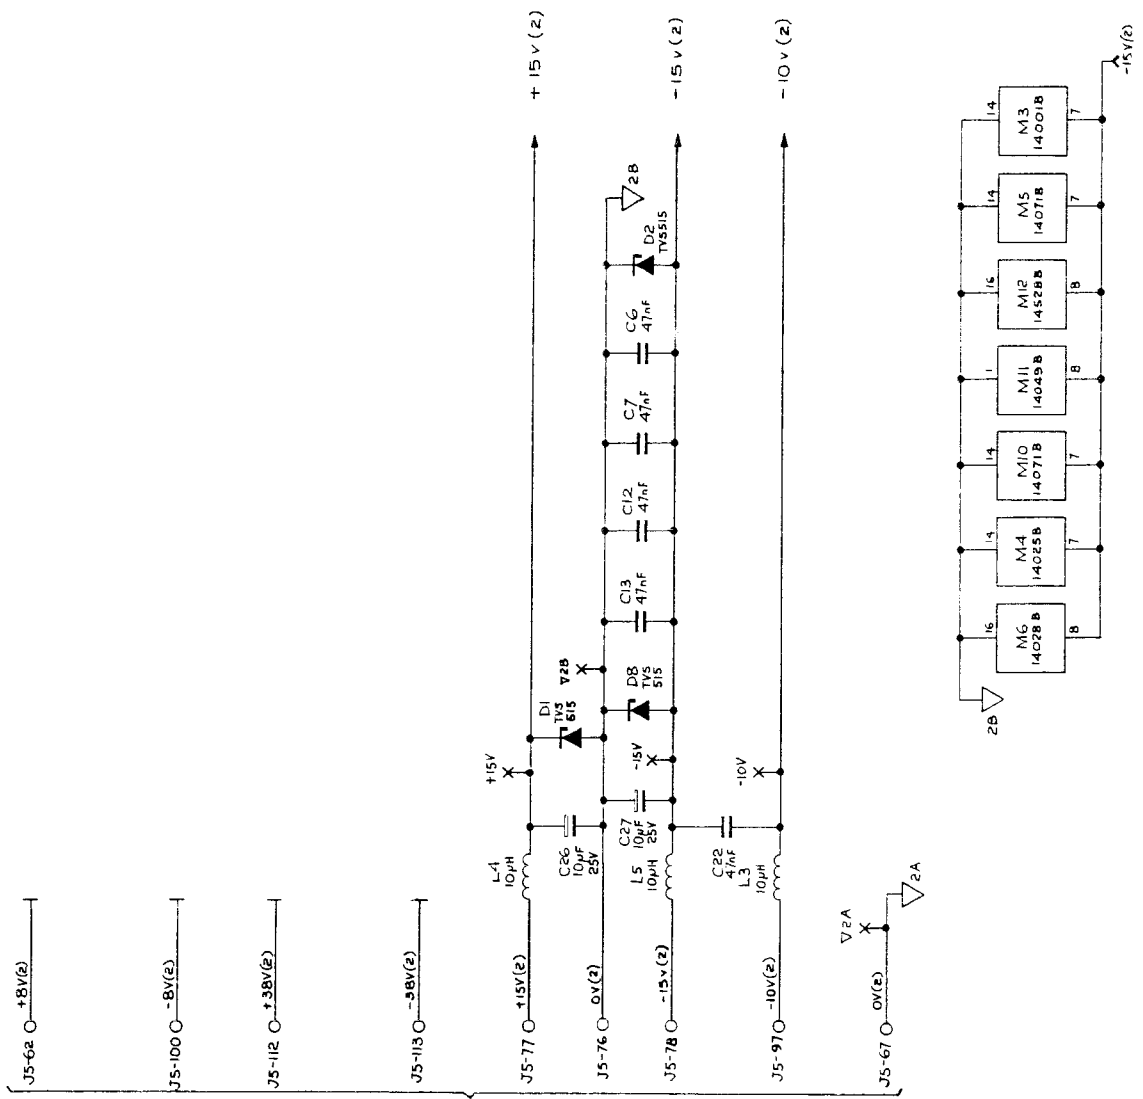 +15V(2)
-15V(2)
-10V(2)
2B
D2
TVS515
C6
47nF
C7
47nF
C12
47nF
C13
47nF
∇2B
D8
TVS
515
D1
TVS
515
+15V
-15V
-10V
C26
10µF
25V
C27
10µF
25V
C22
47nF
L4
10µH
L5
10µH
L3
10µH
J5-62
+8V(2)
J5-100
-8V(2)
J5-112
+38V(2)
J5-113
-38V(2)
J5-77
+15V(2)
J5-76
0V(2)
J5-78
-15V(2)
J5-97
-10V(2)
J5-67
0V(2)
∇2A
2A
2B
16
M6
14028B
8
14
M4
14025B
7
14
M10
14071B
7
1
M11
14049B
8
16
M12
14528B
8
14
M5
14071B
7
14
M3
14001B
7
-15V(2)